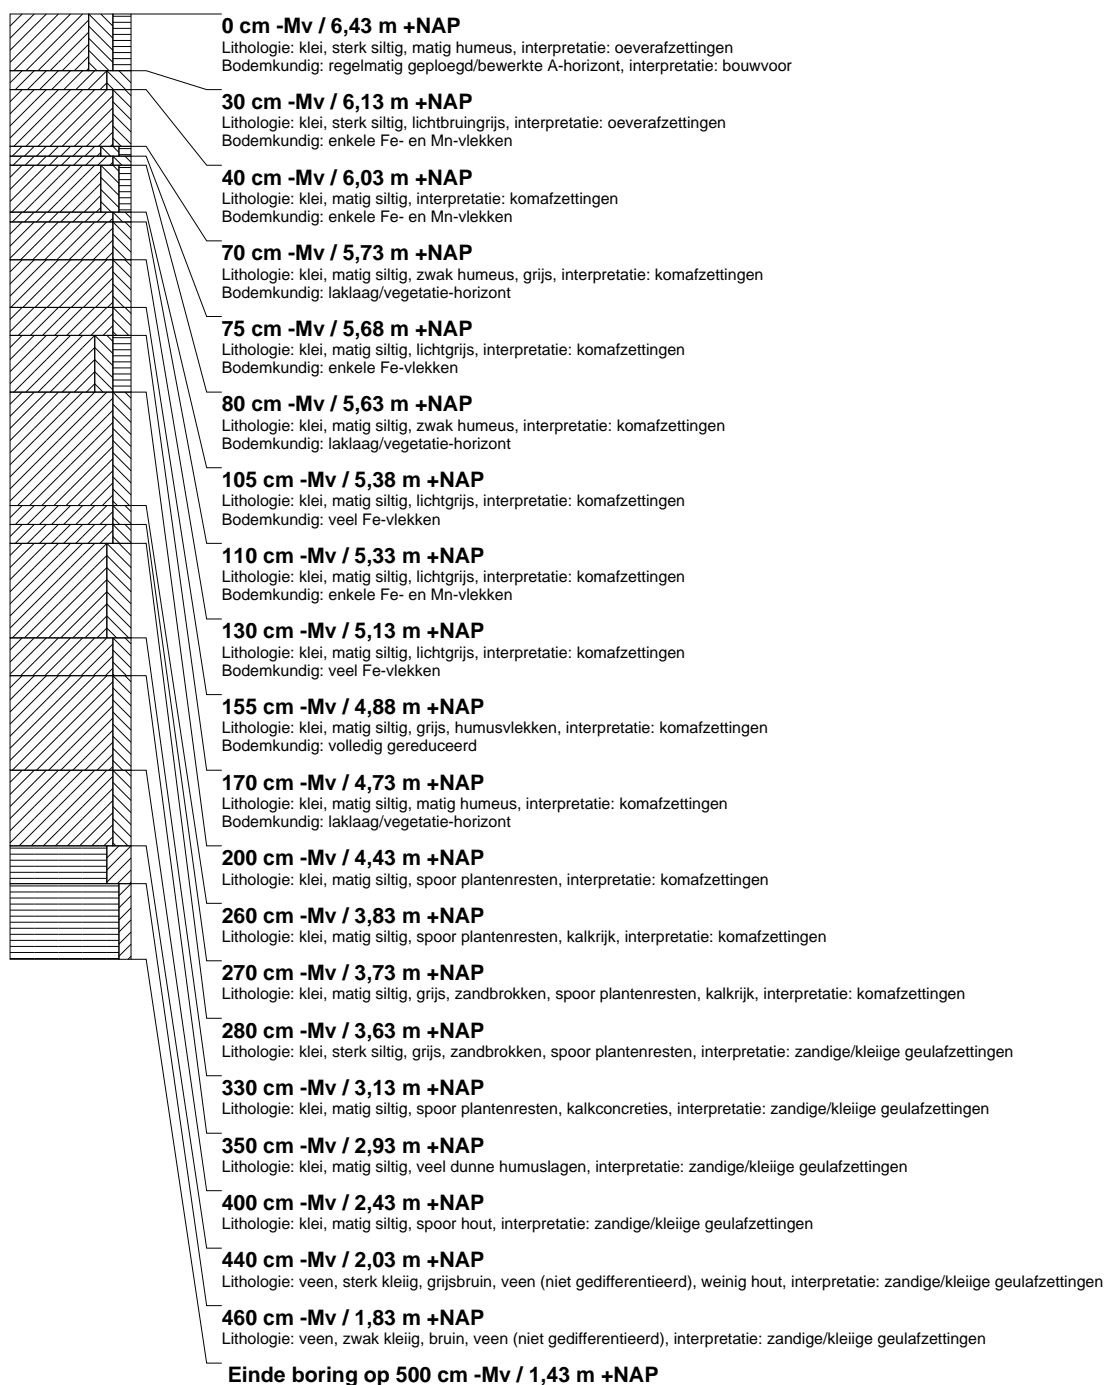 0 cm -Mv / 6,43 m +NAP
Lithologie: klei, sterk siltig, matig humeus, interpretatie: oeverafzettingen
Bodemkundig: regelmatig geploegd/bewerkte A-horizont, interpretatie: bouwvoor
30 cm -Mv / 6,13 m +NAP
Lithologie: klei, sterk siltig, lichtbruingrijs, interpretatie: oeverafzettingen
Bodemkundig: enkele Fe- en Mn-vlekken
40 cm -Mv / 6,03 m +NAP
Lithologie: klei, matig siltig, interpretatie: komafzettingen
Bodemkundig: enkele Fe- en Mn-vlekken
70 cm -Mv / 5,73 m +NAP
Lithologie: klei, matig siltig, zwak humeus, grijs, interpretatie: komafzettingen
Bodemkundig: laklaag/vegetatie-horizont
75 cm -Mv / 5,68 m +NAP
Lithologie: klei, matig siltig, lichtgrijs, interpretatie: komafzettingen
Bodemkundig: enkele Fe-vlekken
80 cm -Mv / 5,63 m +NAP
Lithologie: klei, matig siltig, zwak humeus, interpretatie: komafzettingen
Bodemkundig: laklaag/vegetatie-horizont
105 cm -Mv / 5,38 m +NAP
Lithologie: klei, matig siltig, lichtgrijs, interpretatie: komafzettingen
Bodemkundig: veel Fe-vlekken
110 cm -Mv / 5,33 m +NAP
Lithologie: klei, matig siltig, lichtgrijs, interpretatie: komafzettingen
Bodemkundig: enkele Fe- en Mn-vlekken
130 cm -Mv / 5,13 m +NAP
Lithologie: klei, matig siltig, lichtgrijs, interpretatie: komafzettingen
Bodemkundig: veel Fe-vlekken
155 cm -Mv / 4,88 m +NAP
Lithologie: klei, matig siltig, grijs, humusvlekken, interpretatie: komafzettingen
Bodemkundig: volledig gereduceerd
170 cm -Mv / 4,73 m +NAP
Lithologie: klei, matig siltig, matig humeus, interpretatie: komafzettingen
Bodemkundig: laklaag/vegetatie-horizont
200 cm -Mv / 4,43 m +NAP
Lithologie: klei, matig siltig, spoor plantenresten, interpretatie: komafzettingen
260 cm -Mv / 3,83 m +NAP
Lithologie: klei, matig siltig, spoor plantenresten, kalkrijk, interpretatie: komafzettingen
270 cm -Mv / 3,73 m +NAP
Lithologie: klei, matig siltig, grijs, zandbrokken, spoor plantenresten, kalkrijk, interpretatie: komafzettingen
280 cm -Mv / 3,63 m +NAP
Lithologie: klei, sterk siltig, grijs, zandbrokken, spoor plantenresten, interpretatie: zandige/kleiige geulafzettingen
330 cm -Mv / 3,13 m +NAP
Lithologie: klei, matig siltig, spoor plantenresten, kalkconcreties, interpretatie: zandige/kleiige geulafzettingen
350 cm -Mv / 2,93 m +NAP
Lithologie: klei, matig siltig, veel dunne humuslagen, interpretatie: zandige/kleiige geulafzettingen
400 cm -Mv / 2,43 m +NAP
Lithologie: klei, matig siltig, spoor hout, interpretatie: zandige/kleiige geulafzettingen
440 cm -Mv / 2,03 m +NAP
Lithologie: veen, sterk kleiig, grijsbruin, veen (niet gedifferentieerd), weinig hout, interpretatie: zandige/kleiige geulafzettingen
460 cm -Mv / 1,83 m +NAP
Lithologie: veen, zwak kleiig, bruin, veen (niet gedifferentieerd), interpretatie: zandige/kleiige geulafzettingen
Einde boring op 500 cm -Mv / 1,43 m +NAP